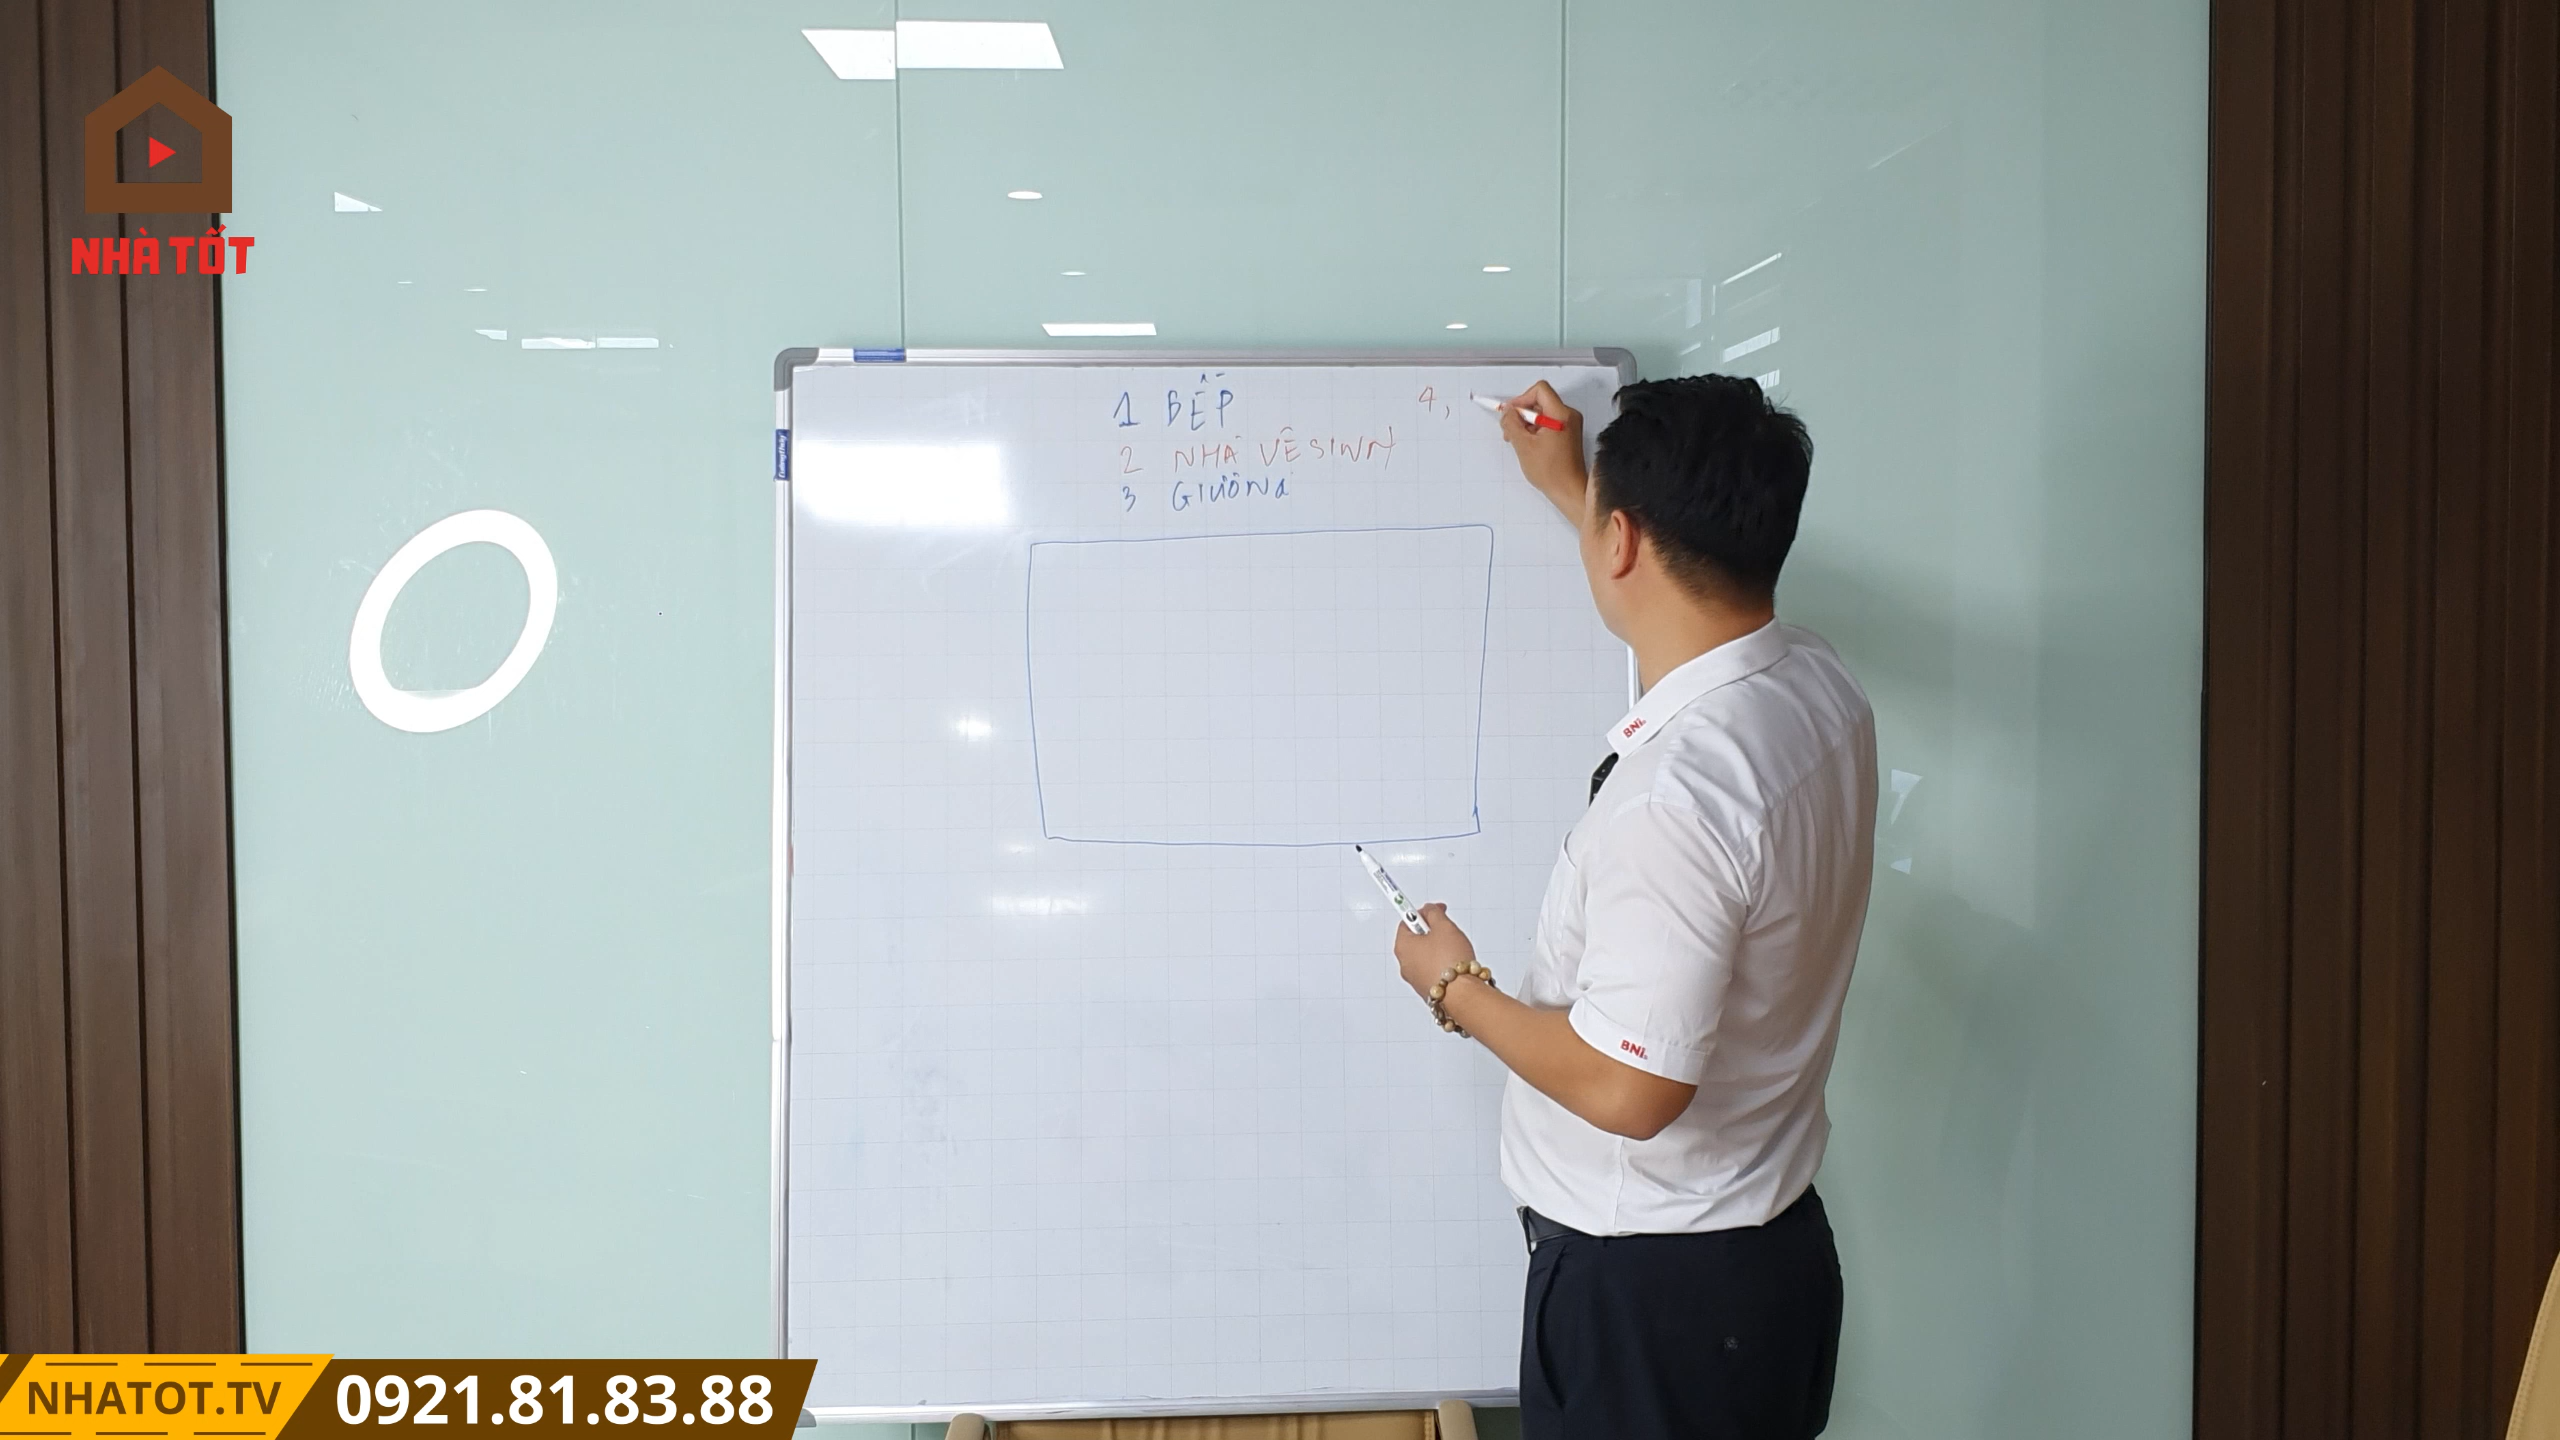 NHÀ TỐT
1 BẾP
2 NHÀ VỆ SINH
3 GIƯỜNG
4,
BNI
BNI
NHATOT.TV
0921.81.83.88